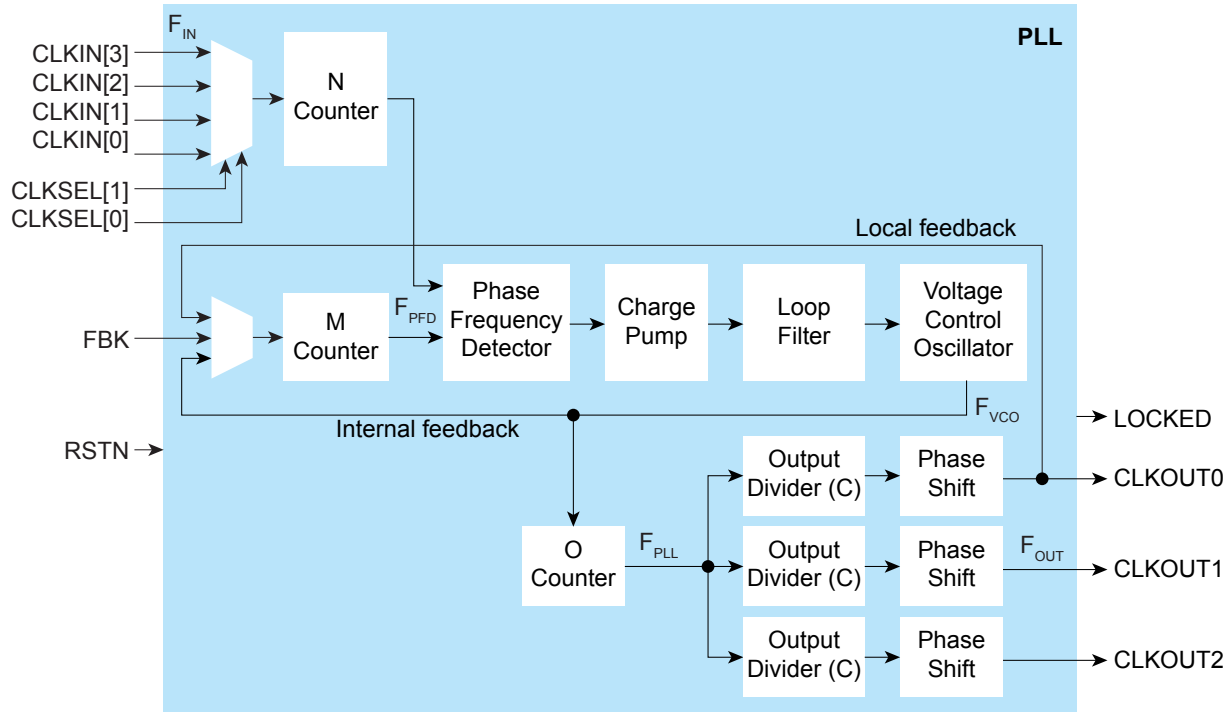 PLL
F_IN
CLKIN[3]
CLKIN[2]
CLKIN[1]
CLKIN[0]
CLKSEL[1]
CLKSEL[0]
N
Counter
Local feedback
FBK
M
Counter
F_PFD
Phase
Frequency
Detector
Charge
Pump
Loop
Filter
Voltage
Control
Oscillator
F_VCO
Internal feedback
RSTN
LOCKED
O
Counter
F_PLL
Output
Divider (C)
Phase
Shift
CLKOUT0
Output
Divider (C)
Phase
Shift
F_OUT
CLKOUT1
Output
Divider (C)
Phase
Shift
CLKOUT2